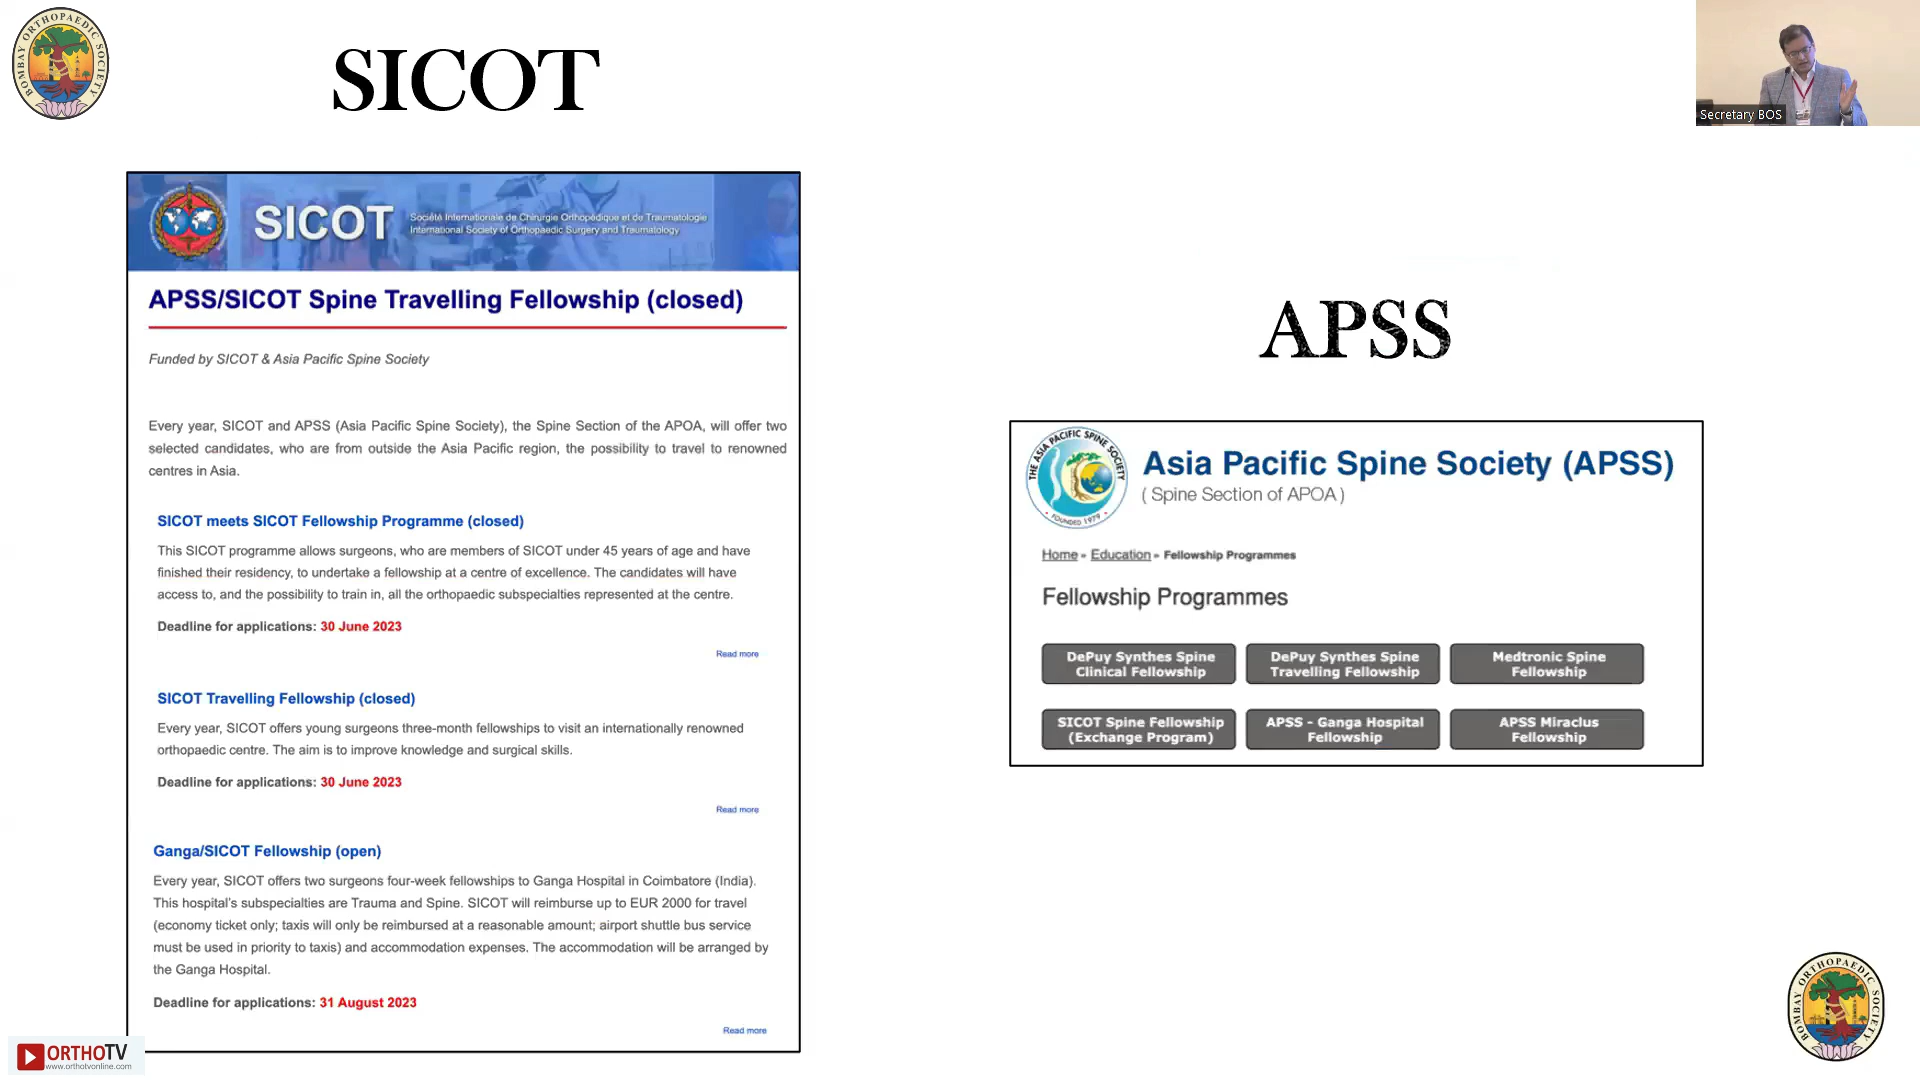 BOMBAY ORTHOPAEDIC SOCIETY
SICOT
Secretary BOS
SICOT
Société Internationale de Chirurgie Orthopédique et de Traumatologie
International Society of Orthopaedic Surgery and Traumatology
APSS/SICOT Spine Travelling Fellowship (closed)
Funded by SICOT & Asia Pacific Spine Society
Every year, SICOT and APSS (Asia Pacific Spine Society), the Spine Section of the APOA, will offer two
selected candidates, who are from outside the Asia Pacific region, the possibility to travel to renowned
centres in Asia.
SICOT meets SICOT Fellowship Programme (closed)
This SICOT programme allows surgeons, who are members of SICOT under 45 years of age and have
finished their residency, to undertake a fellowship at a centre of excellence. The candidates will have
access to, and the possibility to train in, all the orthopaedic subspecialties represented at the centre.
Deadline for applications: 30 June 2023
Read more
SICOT Travelling Fellowship (closed)
Every year, SICOT offers young surgeons three-month fellowships to visit an internationally renowned
orthopaedic centre. The aim is to improve knowledge and surgical skills.
Deadline for applications: 30 June 2023
Read more
Ganga/SICOT Fellowship (open)
Every year, SICOT offers two surgeons four-week fellowships to Ganga Hospital in Coimbatore (India).
This hospital's subspecialties are Trauma and Spine. SICOT will reimburse up to EUR 2000 for travel
(economy ticket only; taxis will only be reimbursed at a reasonable amount; airport shuttle bus service
must be used in priority to taxis) and accommodation expenses. The accommodation will be arranged by
the Ganga Hospital.
Deadline for applications: 31 August 2023
Read more
APSS
THE ASIA PACIFIC SPINE SOCIETY
FOUNDED 1979
Asia Pacific Spine Society (APSS)
( Spine Section of APOA )
Home » Education » Fellowship Programmes
Fellowship Programmes
DePuy Synthes Spine
Clinical Fellowship
DePuy Synthes Spine
Travelling Fellowship
Medtronic Spine
Fellowship
SICOT Spine Fellowship
(Exchange Program)
APSS - Ganga Hospital
Fellowship
APSS Miraclus
Fellowship
ORTHOTV
www.orthotvonline.com
BOMBAY ORTHOPAEDIC SOCIETY